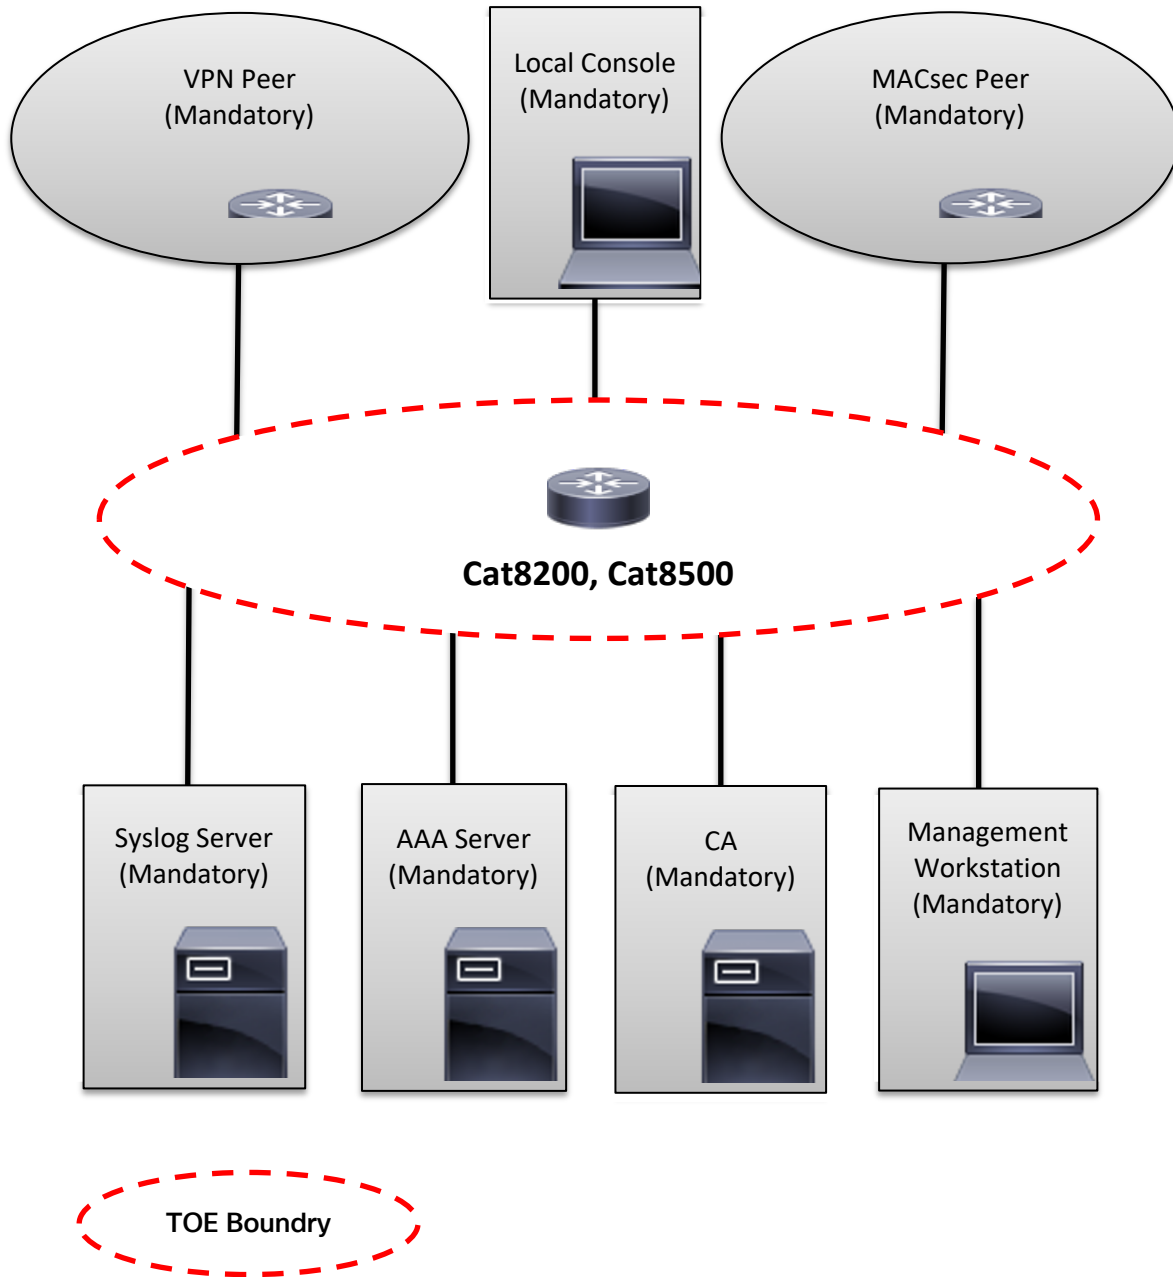 VPN Peer
(Mandatory)
Local Console
(Mandatory)
MACsec Peer
(Mandatory)
Cat8200, Cat8500
Syslog Server
(Mandatory)
AAA Server
(Mandatory)
CA
(Mandatory)
Management
Workstation
(Mandatory)
TOE Boundry